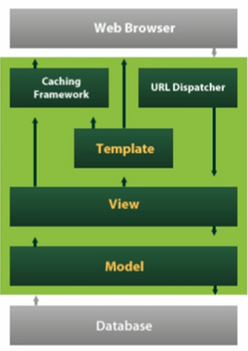 Web Browser
Caching
Framework
URL Dispatcher
Template
View
Model
Database